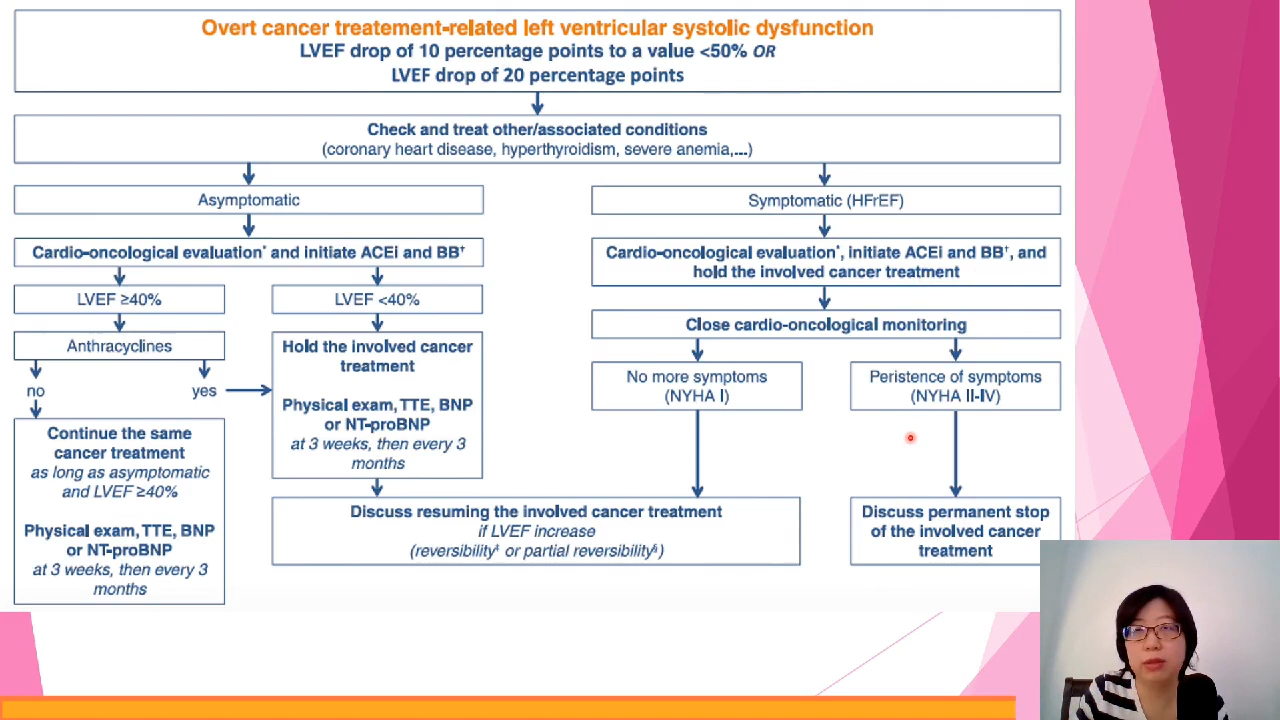 Overt cancer treatement-related left ventricular systolic dysfunction
LVEF drop of 10 percentage points to a value <50% OR
LVEF drop of 20 percentage points
Check and treat other/associated conditions
(coronary heart disease, hyperthyroidism, severe anemia,...)
Asymptomatic
Cardio-oncological evaluation* and initiate ACEi and BB†
LVEF ≥40%
LVEF <40%
Anthracyclines
no
yes
Continue the same
cancer treatment
as long as asymptomatic
and LVEF ≥40%
Physical exam, TTE, BNP
or NT-proBNP
at 3 weeks, then every 3
months
Hold the involved cancer
treatment
Physical exam, TTE, BNP
or NT-proBNP
at 3 weeks, then every 3
months
Symptomatic (HFrEF)
Cardio-oncological evaluation*, initiate ACEi and BB†, and
hold the involved cancer treatment
Close cardio-oncological monitoring
No more symptoms
(NYHA I)
Peristence of symptoms
(NYHA II-IV)
Discuss resuming the involved cancer treatment
if LVEF increase
(reversibility‡ or partial reversibility§)
Discuss permanent stop
of the involved cancer
treatment